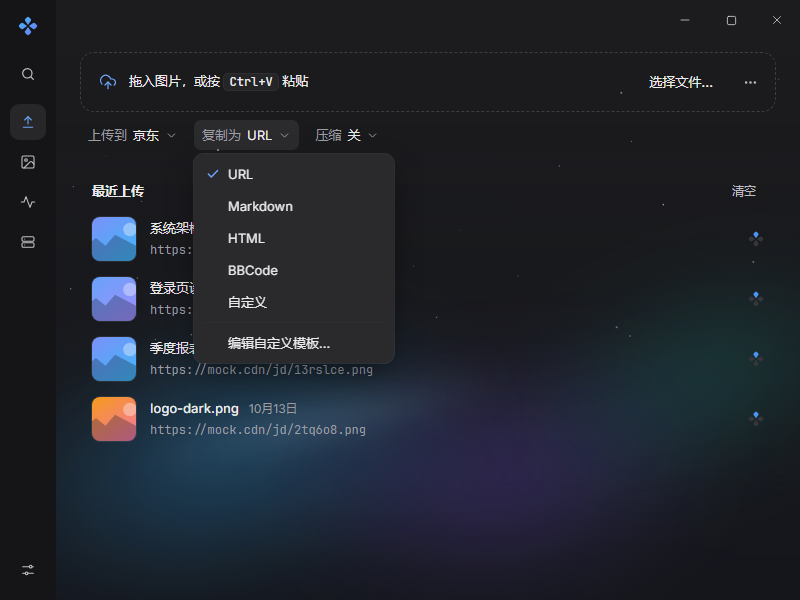 拖入图片，或按 Ctrl+V 粘贴
选择文件...
上传到 京东
复制为 URL
压缩 关
URL
Markdown
HTML
BBCode
自定义
编辑自定义模板...
最近上传
清空
系统架
https:
登录页
https:
季度报
https://mock.cdn/jd/13rslce.png
logo-dark.png 10月13日
https://mock.cdn/jd/2tq6o8.png